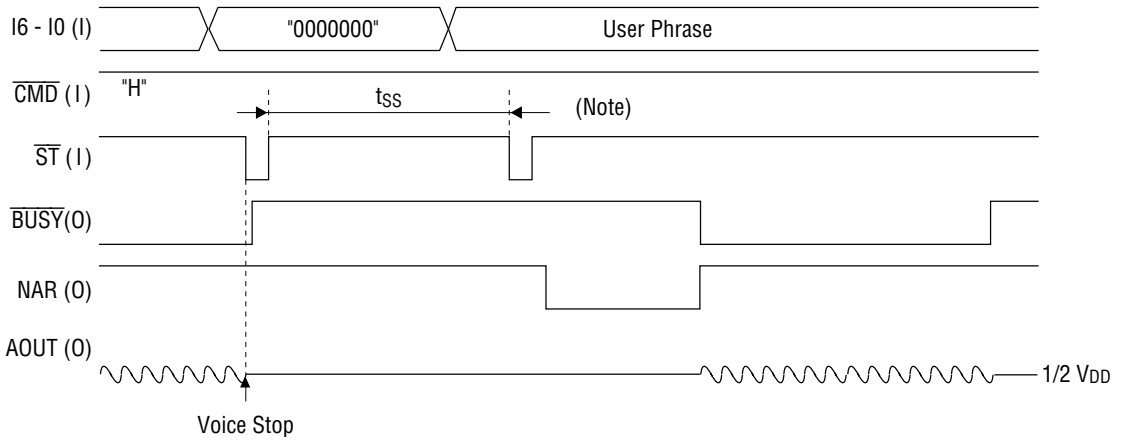 I6 - I0 (I) "0000000" User Phrase
CMD (I) "H"
tSS (Note)
ST (I)
BUSY(O)
NAR (O)
AOUT (O)
1/2 VDD
Voice Stop